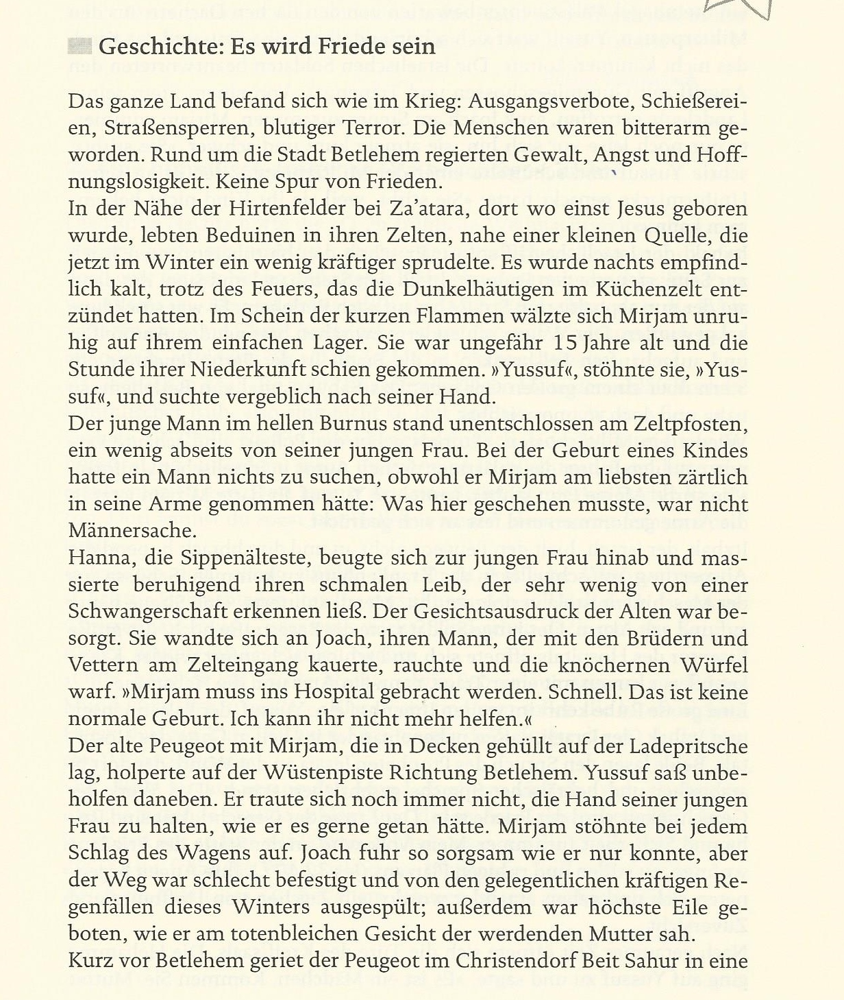 Geschichte: Es wird Friede sein
Das ganze Land befand sich wie im Krieg: Ausgangsverbote, Schießerei-
en, Straßensperren, blutiger Terror. Die Menschen waren bitterarm ge-
worden. Rund um die Stadt Betlehem regierten Gewalt, Angst und Hoff-
nungslosigkeit. Keine Spur von Frieden.
In der Nähe der Hirtenfelder bei Za’atara, dort wo einst Jesus geboren
wurde, lebten Beduinen in ihren Zelten, nahe einer kleinen Quelle, die
jetzt im Winter ein wenig kräftiger sprudelte. Es wurde nachts empfind-
lich kalt, trotz des Feuers, das die Dunkelhäutigen im Küchenzelt ent-
zündet hatten. Im Schein der kurzen Flammen wälzte sich Mirjam unru-
hig auf ihrem einfachen Lager. Sie war ungefähr 15 Jahre alt und die
Stunde ihrer Niederkunft schien gekommen. »Yussuf«, stöhnte sie, »Yus-
suf«, und suchte vergeblich nach seiner Hand.
Der junge Mann im hellen Burnus stand unentschlossen am Zeltpfosten,
ein wenig abseits von seiner jungen Frau. Bei der Geburt eines Kindes
hatte ein Mann nichts zu suchen, obwohl er Mirjam am liebsten zärtlich
in seine Arme genommen hätte: Was hier geschehen musste, war nicht
Männersache.
Hanna, die Sippenälteste, beugte sich zur jungen Frau hinab und mas-
sierte beruhigend ihren schmalen Leib, der sehr wenig von einer
Schwangerschaft erkennen ließ. Der Gesichtsausdruck der Alten war be-
sorgt. Sie wandte sich an Joach, ihren Mann, der mit den Brüdern und
Vettern am Zelteingang kauerte, rauchte und die knöchernen Würfel
warf. »Mirjam muss ins Hospital gebracht werden. Schnell. Das ist keine
normale Geburt. Ich kann ihr nicht mehr helfen.«
Der alte Peugeot mit Mirjam, die in Decken gehüllt auf der Ladepritsche
lag, holperte auf der Wüstenpiste Richtung Betlehem. Yussuf saß unbe-
holfen daneben. Er traute sich noch immer nicht, die Hand seiner jungen
Frau zu halten, wie er es gerne getan hätte. Mirjam stöhnte bei jedem
Schlag des Wagens auf. Joach fuhr so sorgsam wie er nur konnte, aber
der Weg war schlecht befestigt und von den gelegentlichen kräftigen Re-
genfällen dieses Winters ausgespült; außerdem war höchste Eile ge-
boten, wie er am totenbleichen Gesicht der werdenden Mutter sah.
Kurz vor Betlehem geriet der Peugeot im Christendorf Beit Sahur in eine